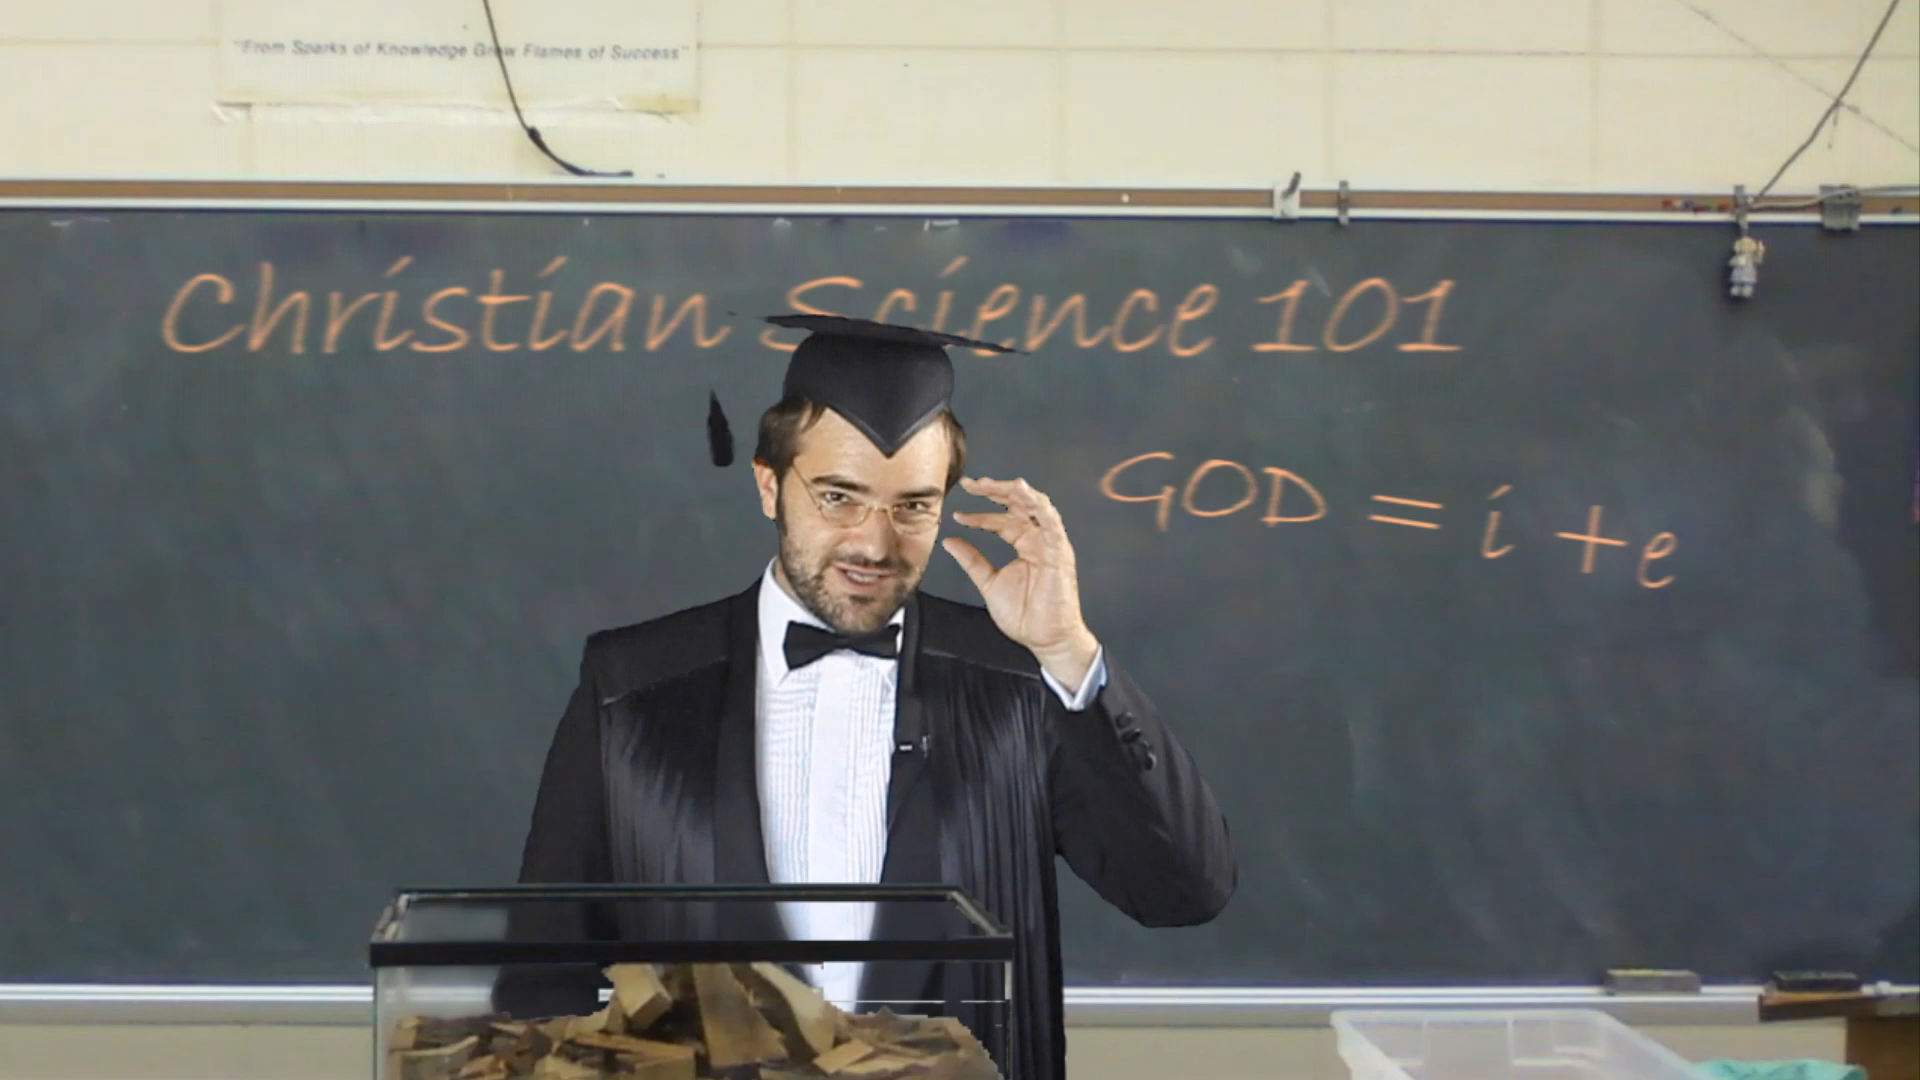 "From Sparks of Knowledge Grow Flames of Success"
Christian Science 101
GOD = i + e